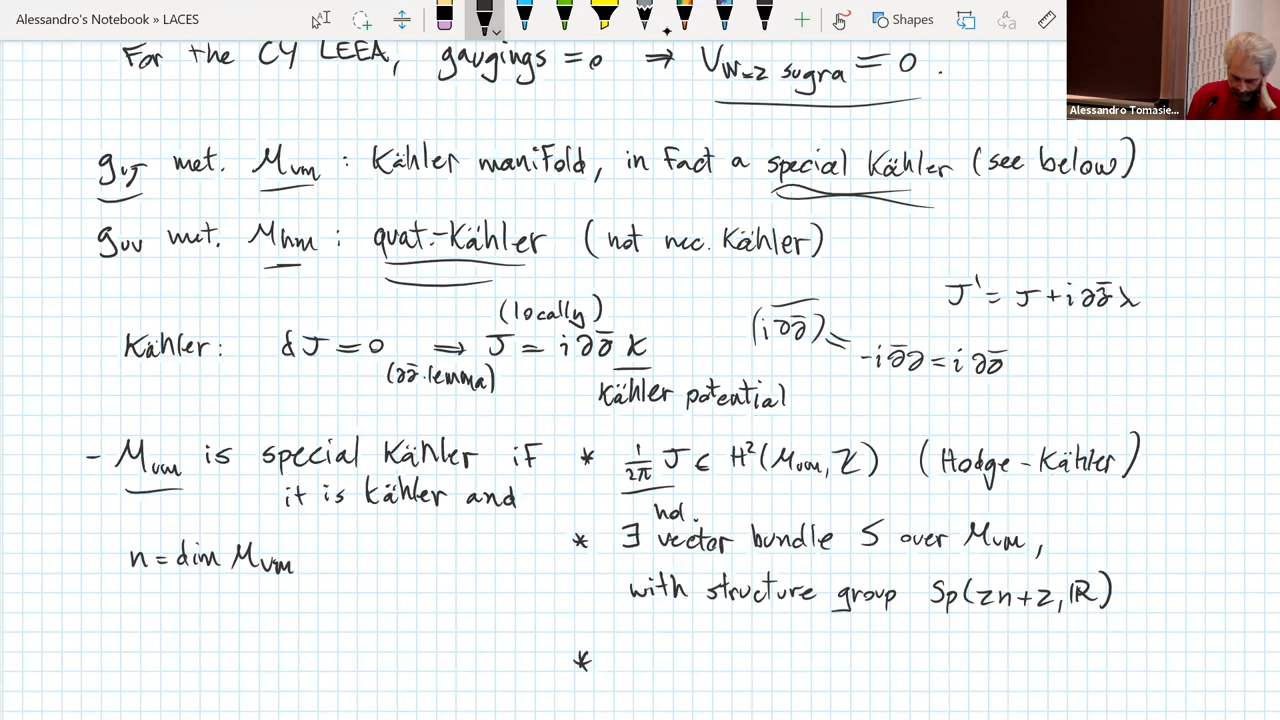 Alessandro's Notebook » LACES
Shapes
Alessandro Tomasie...
For the CY LEEA, gaugings = 0 ⇒ V_{N=2 sugra} = 0.
g_{IJ̄} met. M_{vm} : Kähler manifold, in fact a special Kähler (see below)
g_{uv} met. M_{hm} : quat.-Kähler (not nec. Kähler)
J' = J + i∂∂̄λ
(locally)
Kähler: dJ = 0 ⇒ J = i∂∂̄ K
(∂∂̄-lemma)
Kähler potential
\overline{(i∂∂̄)} = -i∂̄∂ = i∂∂̄
- M_{vm} is special Kähler if
it is Kähler and
n = dim M_{vm}
* 1/2π J ∈ H²(M_{vm}, Z) (Hodge-Kähler)
hol.
* ∃ vector bundle S over M_{vm},
with structure group Sp(2n+2, R)
*